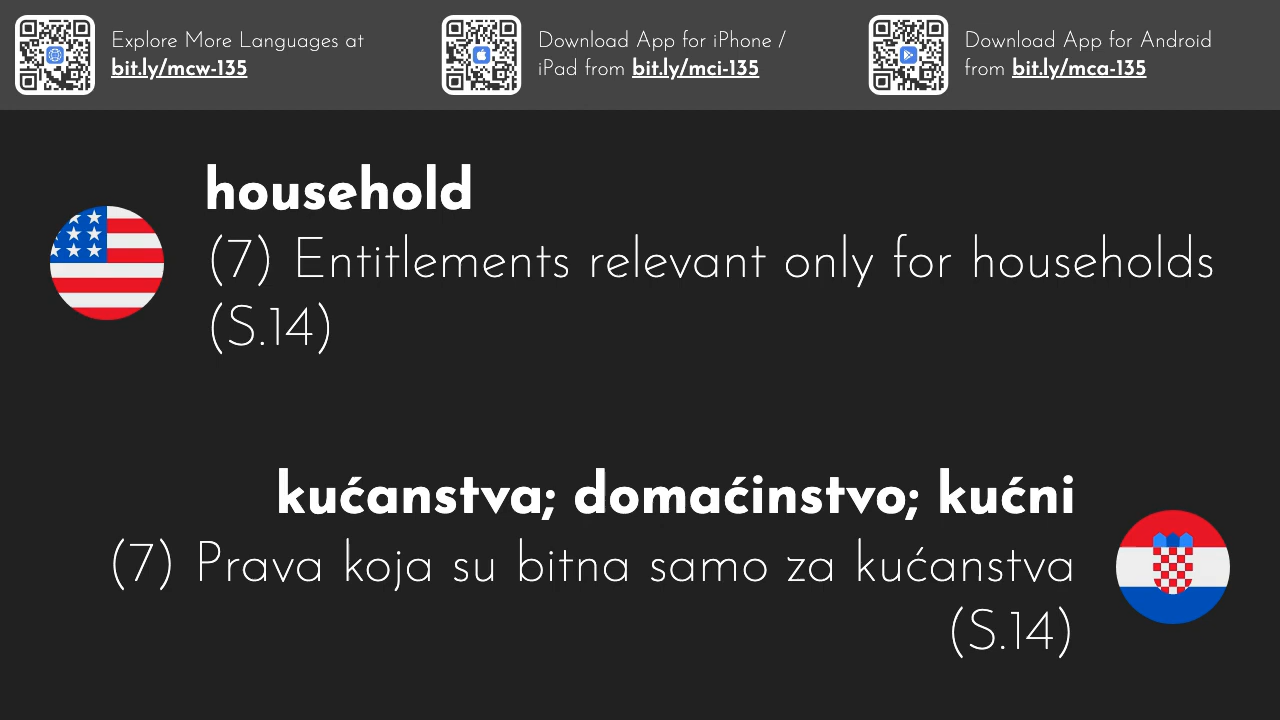 Explore More Languages at
bit.ly/mcw-135
Download App for iPhone /
iPad from bit.ly/mci-135
Download App for Android
from bit.ly/mca-135
household
(7) Entitlements relevant only for households
(S.14)
kućanstva; domaćinstvo; kućni
(7) Prava koja su bitna samo za kućanstva
(S.14)